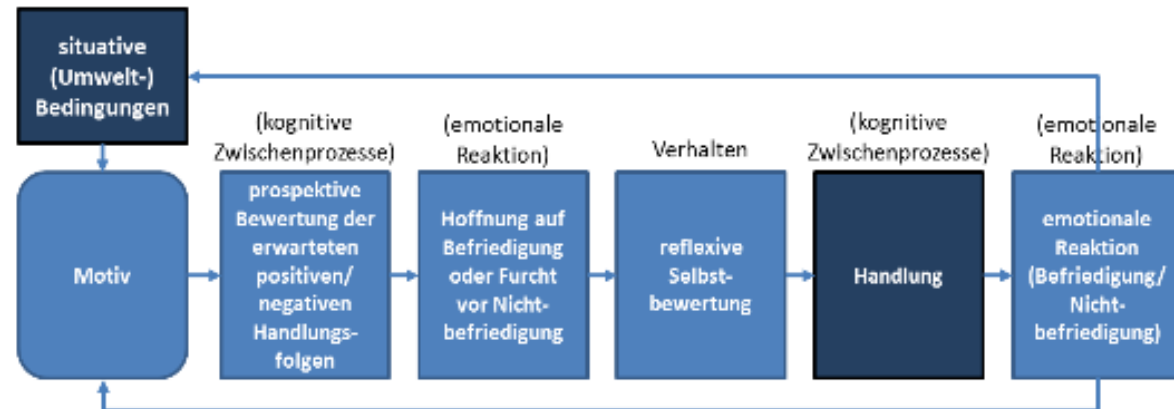 situative
(Umwelt-)
Bedingungen
(kognitive
Zwischenprozesse)
(emotionale
Reaktion)
Verhalten
(kognitive
Zwischenprozesse)
(emotionale
Reaktion)
Motiv
prospektive
Bewertung der
erwarteten
positiven/
negativen
Handlungs-
folgen
Hoffnung auf
Befriedigung
oder Furcht
vor Nicht-
befriedigung
reflexive
Selbst-
bewertung
Handlung
emotionale
Reaktion
(Befriedigung/
Nicht-
befriedigung)